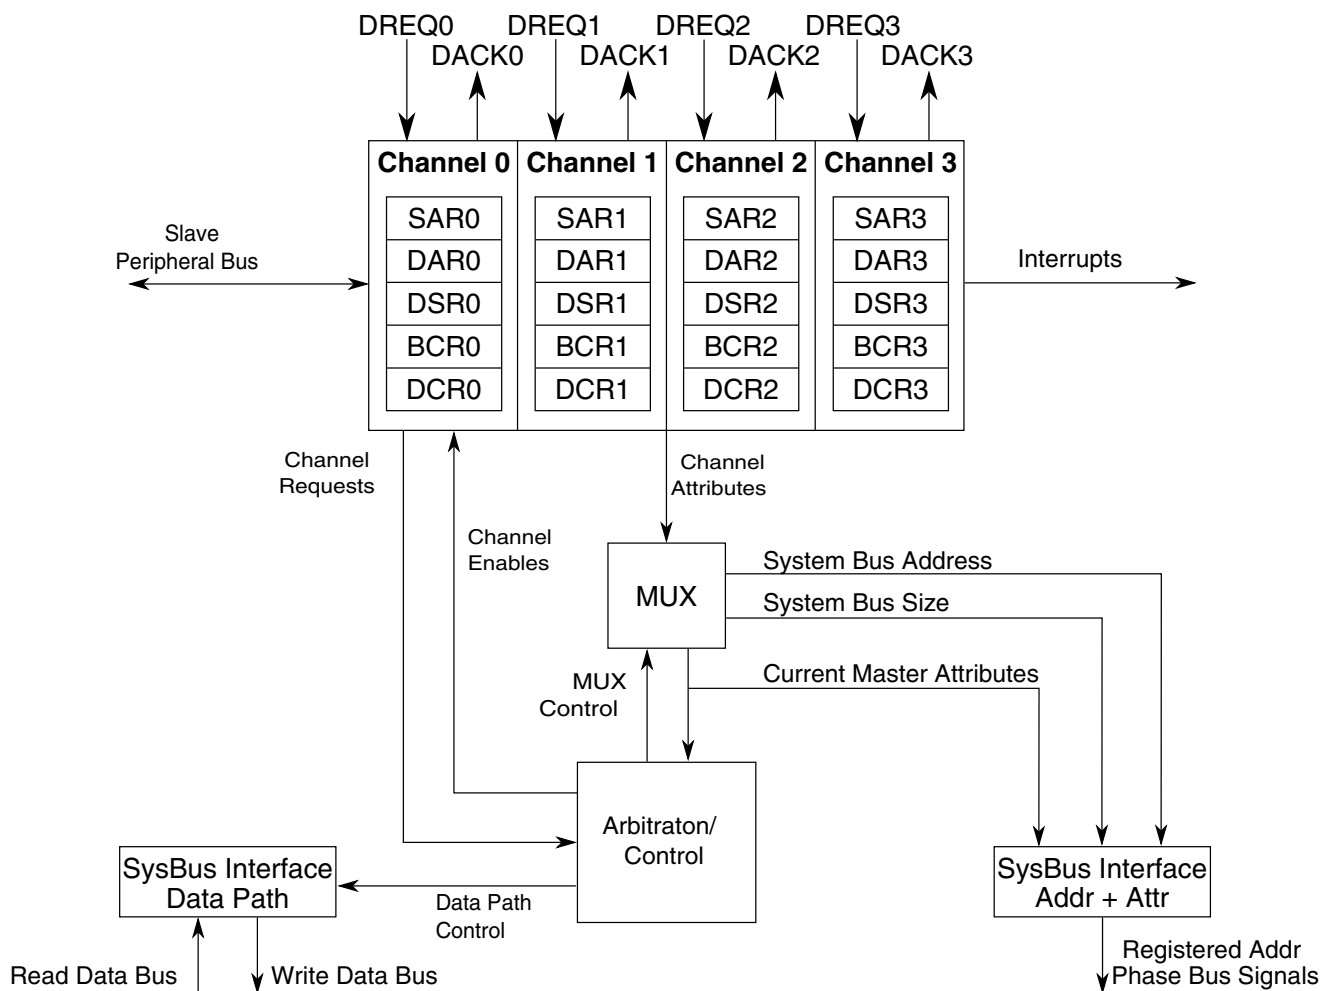 DREQ0 DREQ1 DREQ2 DREQ3
DACK0 DACK1 DACK2 DACK3
Channel 0 Channel 1 Channel 2 Channel 3
SAR0 SAR1 SAR2 SAR3
DAR0 DAR1 DAR2 DAR3
DSR0 DSR1 DSR2 DSR3
BCR0 BCR1 BCR2 BCR3
DCR0 DCR1 DCR2 DCR3
Slave
Peripheral Bus
Interrupts
Channel
Requests
Channel
Attributes
Channel
Enables
MUX
System Bus Address
System Bus Size
Current Master Attributes
MUX
Control
Arbitraton/
Control
SysBus Interface
Data Path
Data Path
Control
SysBus Interface
Addr + Attr
Read Data Bus
Write Data Bus
Registered Addr
Phase Bus Signals